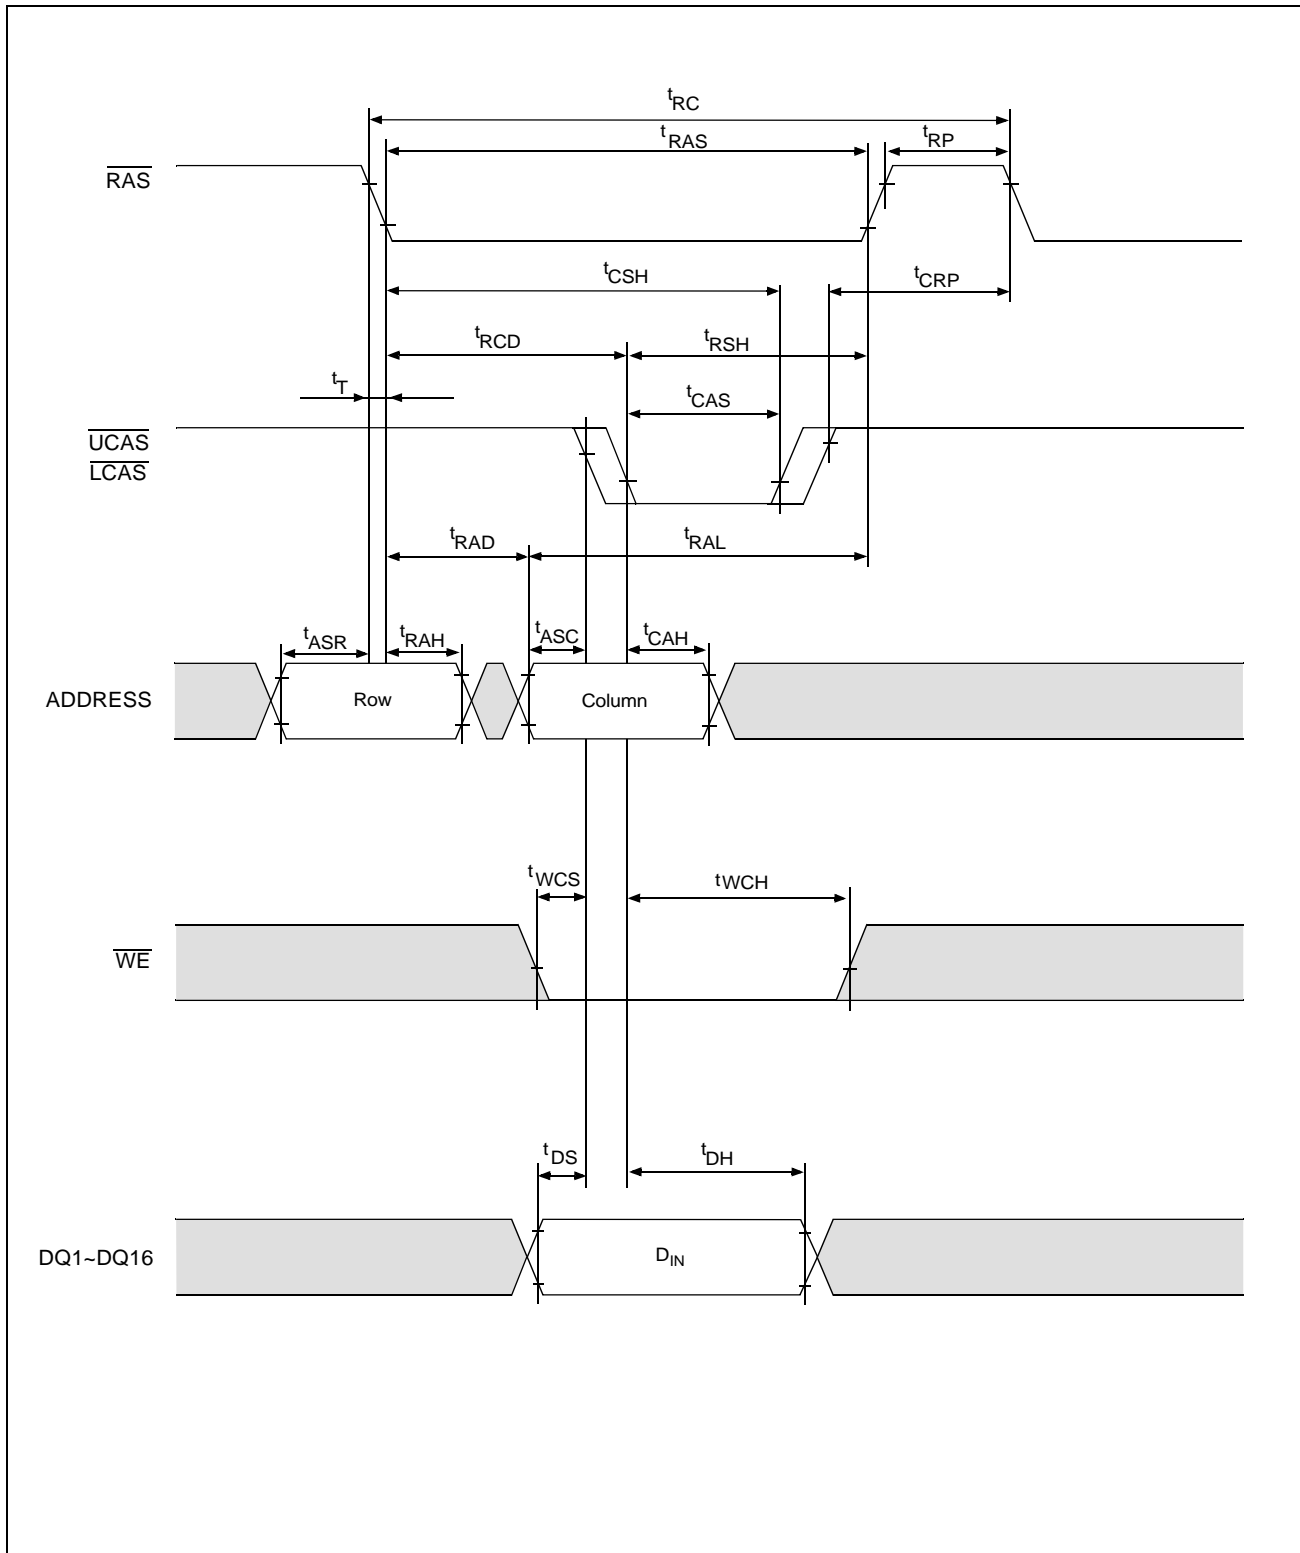 tRC
tRAS
tRP
RAS
tCSH
tCRP
tRCD
tRSH
tT
tCAS
UCAS
LCAS
tRAD
tRAL
tASR
tRAH
tASC
tCAH
ADDRESS
Row
Column
tWCS
tWCH
WE
tDS
tDH
DQ1~DQ16
DIN